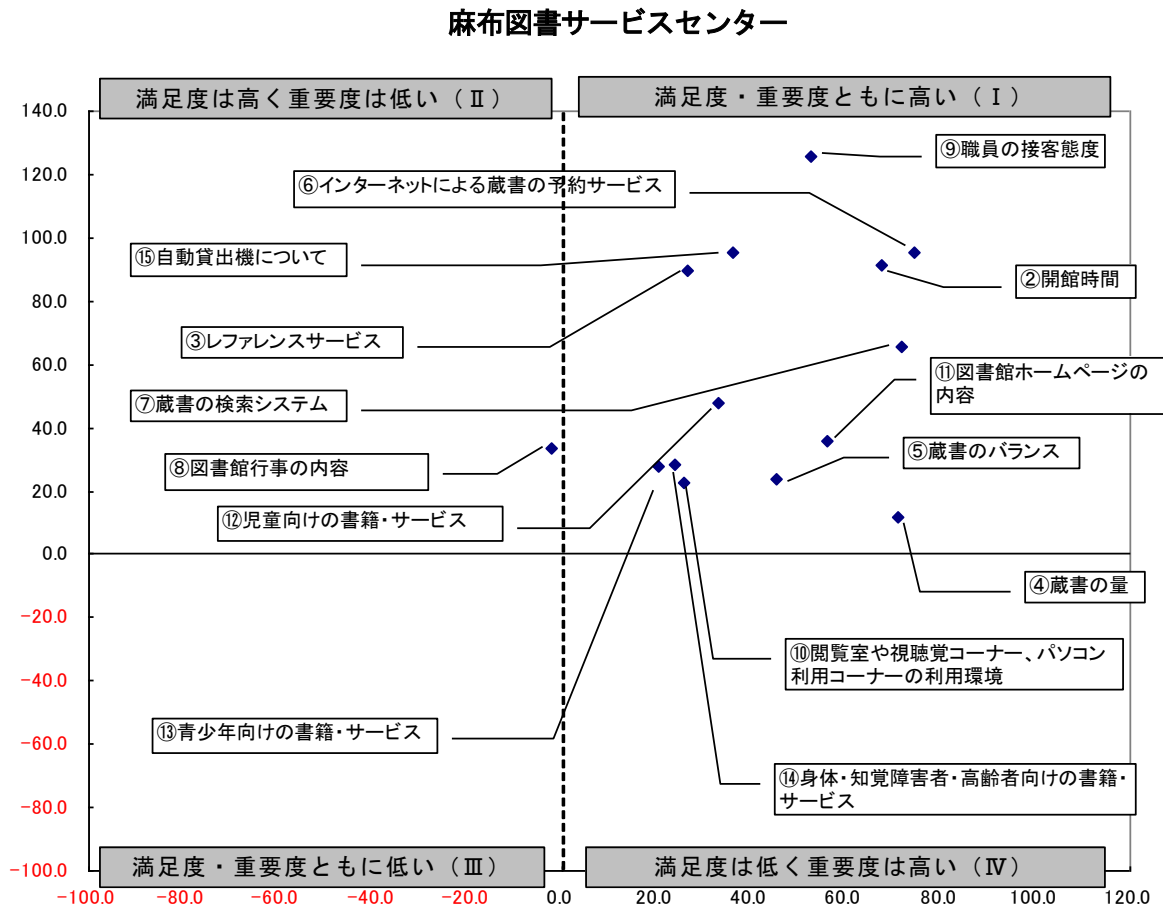 麻布図書サービスセンター
満足度は高く重要度は低い（Ⅱ）
満足度・重要度ともに高い（Ⅰ）
140.0
120.0
100.0
80.0
60.0
40.0
20.0
0.0
-20.0
-40.0
-60.0
-80.0
-100.0
⑨職員の接客態度
⑥インターネットによる蔵書の予約サービス
⑮自動貸出機について
②開館時間
③レファレンスサービス
⑪図書館ホームページの
内容
⑦蔵書の検索システム
⑤蔵書のバランス
⑧図書館行事の内容
⑫児童向けの書籍・サービス
④蔵書の量
⑩閲覧室や視聴覚コーナー、パソコン
利用コーナーの利用環境
⑬青少年向けの書籍・サービス
⑭身体・知覚障害者・高齢者向けの書籍・
サービス
満足度・重要度ともに低い（Ⅲ）
満足度は低く重要度は高い（Ⅳ）
-100.0
-80.0
-60.0
-40.0
-20.0
0.0
20.0
40.0
60.0
80.0
100.0
120.0